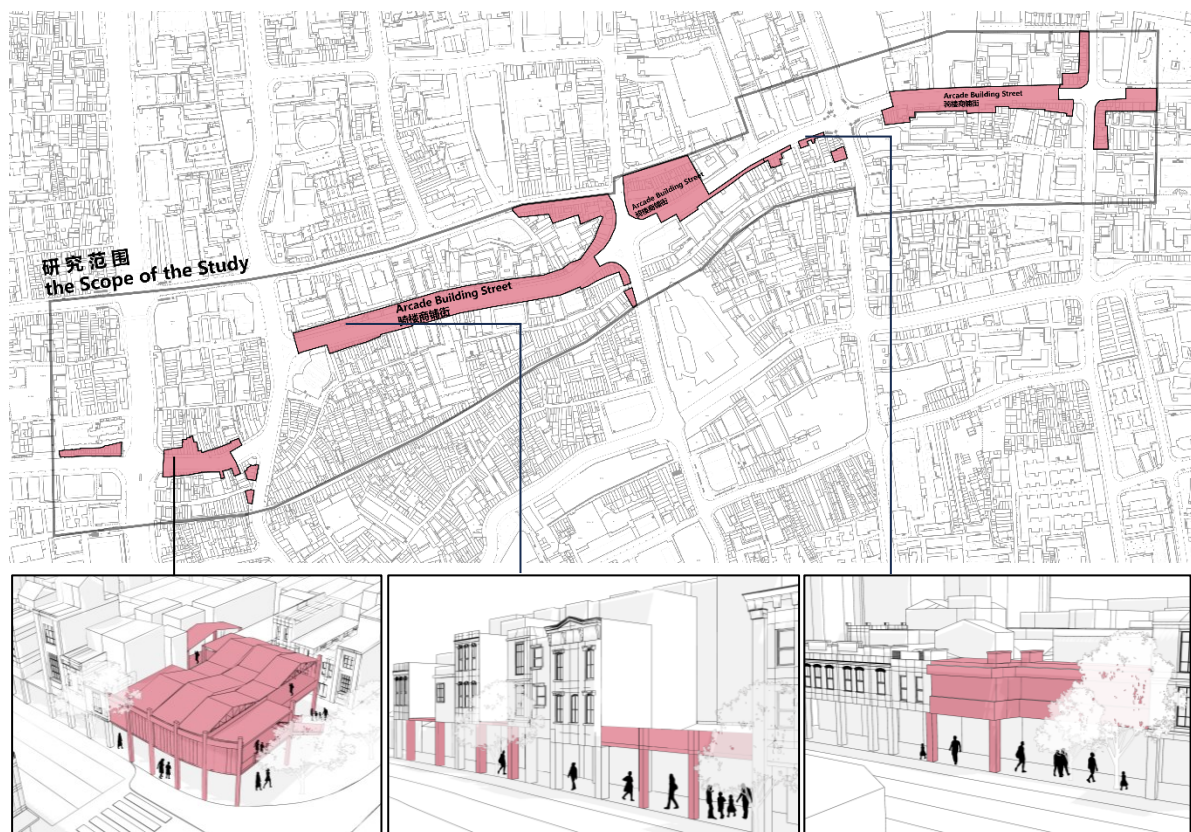 Arcade Building Street
骑楼商铺街
Arcade Building Street
骑楼商铺街
研究范围
the Scope of the Study
Arcade Building Street
骑楼商铺街